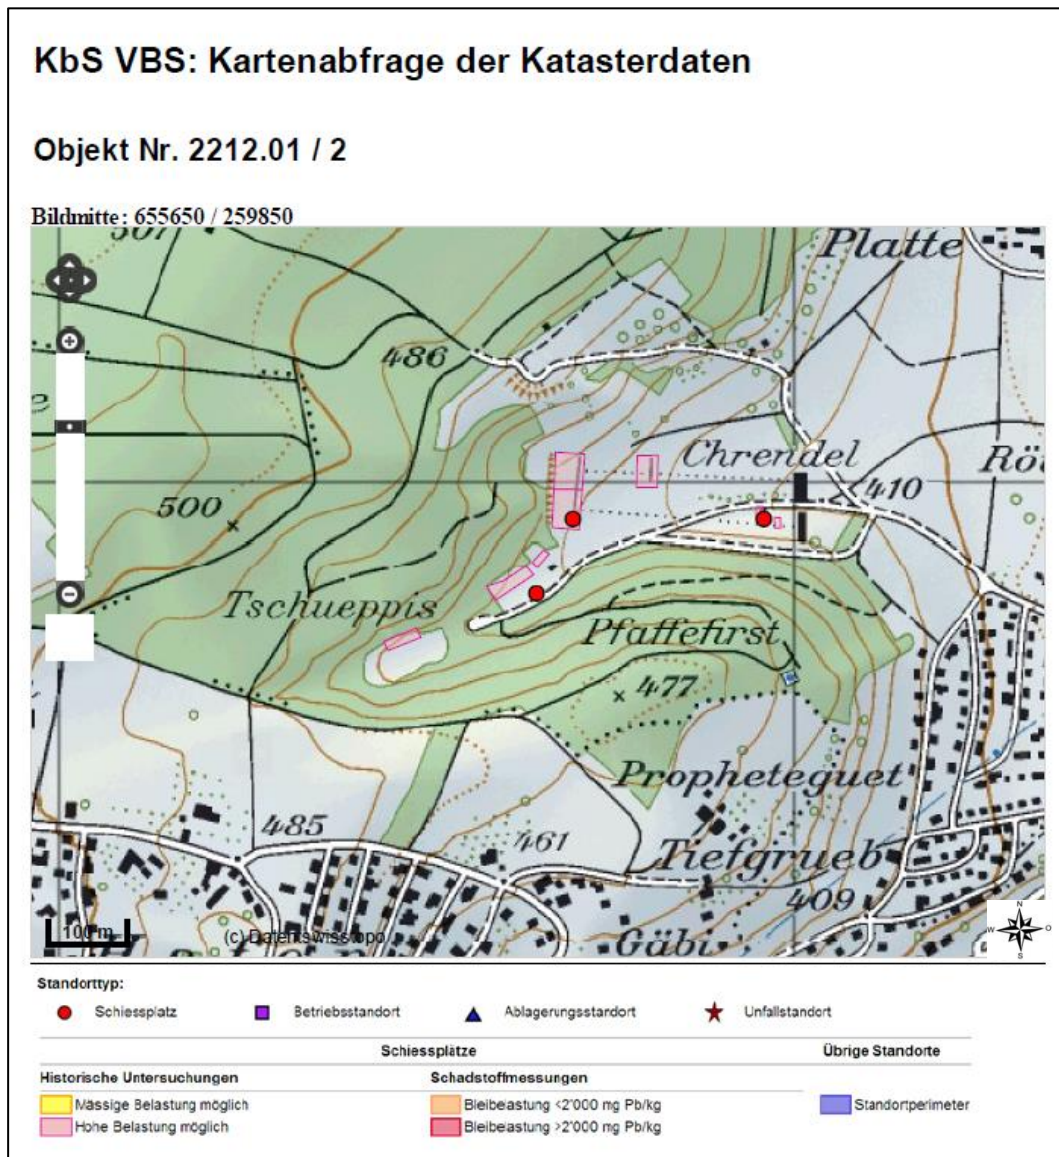 KbS VBS: Kartenabfrage der Katasterdaten
Objekt Nr. 2212.01 / 2
Bildmitte: 655650 / 259850
507
Platte
486
Chrendel
500
410
Tschueppis
Pfaffefirst
477
Propheteguet
485
461
Tiefgrueb
409
100 m
Gäbi
N
W O
S
Standorttyp:
Schiessplatz Betriebsstandort Ablagerungsstandort Unfallstandort
Schiessplätze Übrige Standorte
Historische Untersuchungen Schadstoffmessungen
Mässige Belastung möglich Bleibelastung <2'000 mg Pb/kg Standortperimeter
Hohe Belastung möglich Bleibelastung >2'000 mg Pb/kg